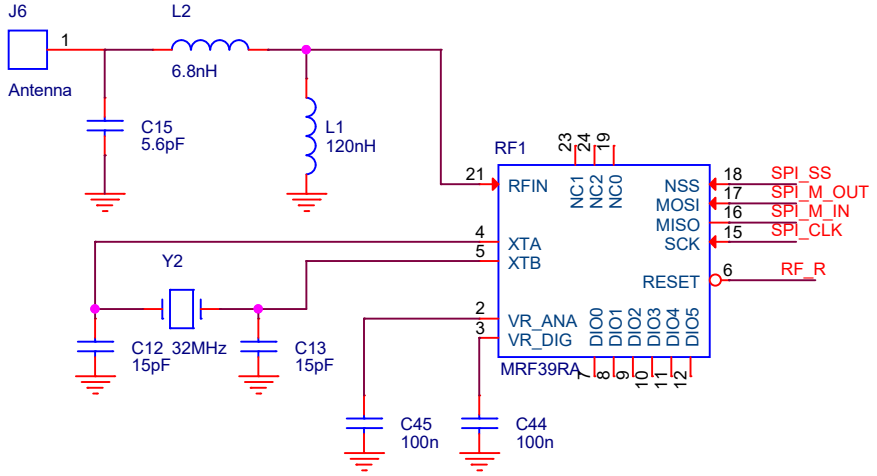 J6
L2
1
6.8nH
Antenna
C15
5.6pF
L1
120nH
RF1
23
24
19
21
RFIN
NC1
NC2
NC0
NSS
18
SPI_SS
MOSI
17
SPI_M_OUT
MISO
16
SPI_M_IN
SCK
15
SPI_CLK
4
XTA
5
XTB
Y2
RESET
6
RF_R
2
VR_ANA
3
VR_DIG
DIO0
DIO1
DIO2
DIO3
DIO4
DIO5
C12
15pF
32MHz
C13
15pF
MRF39RA
7
8
9
10
11
12
C45
100n
C44
100n